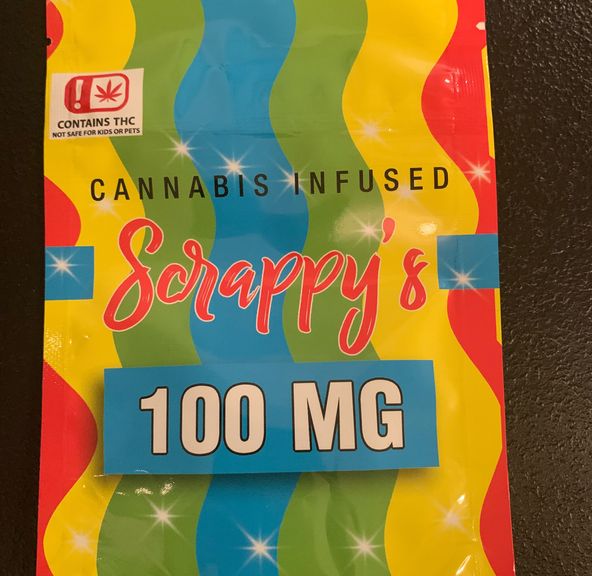 !
CONTAINS THC
NOT SAFE FOR KIDS OR PETS
CANNABIS INFUSED
Scrappy's
100 MG